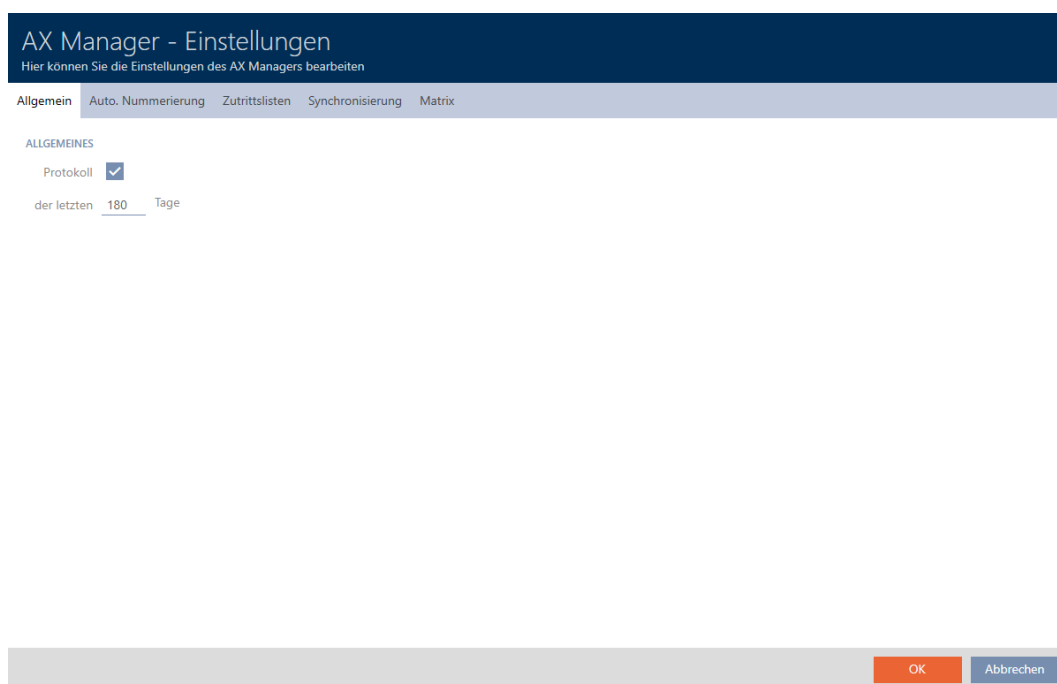 AX Manager - Einstellungen
Hier können Sie die Einstellungen des AX Managers bearbeiten
Allgemein Auto. Nummerierung Zutrittslisten Synchronisierung Matrix
ALLGEMEINES
Protokoll
der letzten 180 Tage
OK Abbrechen